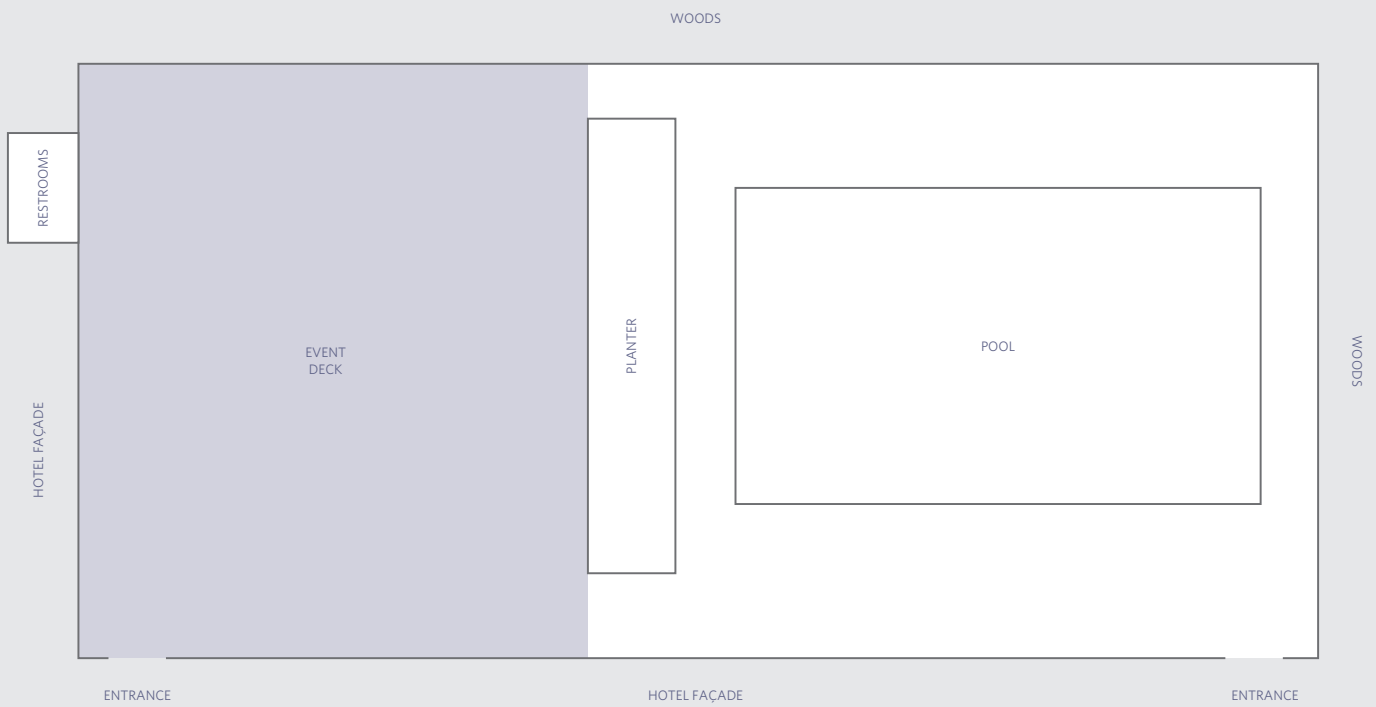 WOODS
RESTROOMS
EVENT
DECK
PLANTER
POOL
WOODS
HOTEL FAÇADE
ENTRANCE
HOTEL FAÇADE
ENTRANCE